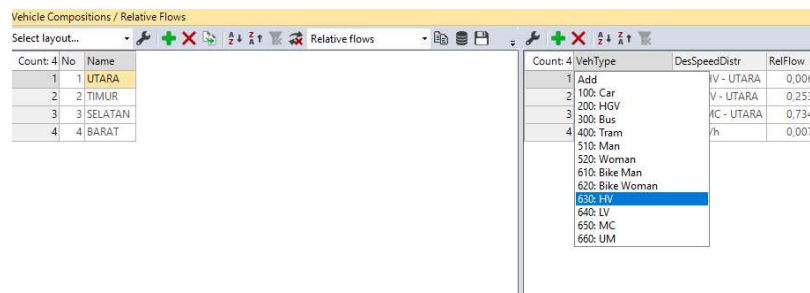 Vehicle Compositions / Relative Flows
Select layout... Relative flows
Count: 4 No Name
1 1 UTARA
2 2 TIMUR
3 3 SELATAN
4 4 BARAT
Count: 4 VehType DesSpeedDistr RelFlow
1 IV - UTARA 0,006
2 V - UTARA 0,253
3 MC - UTARA 0,734
4 /h 0,007
Add
100: Car
200: HGV
300: Bus
400: Tram
510: Man
520: Woman
610: Bike Man
620: Bike Woman
630: HV
640: LV
650: MC
660: UM